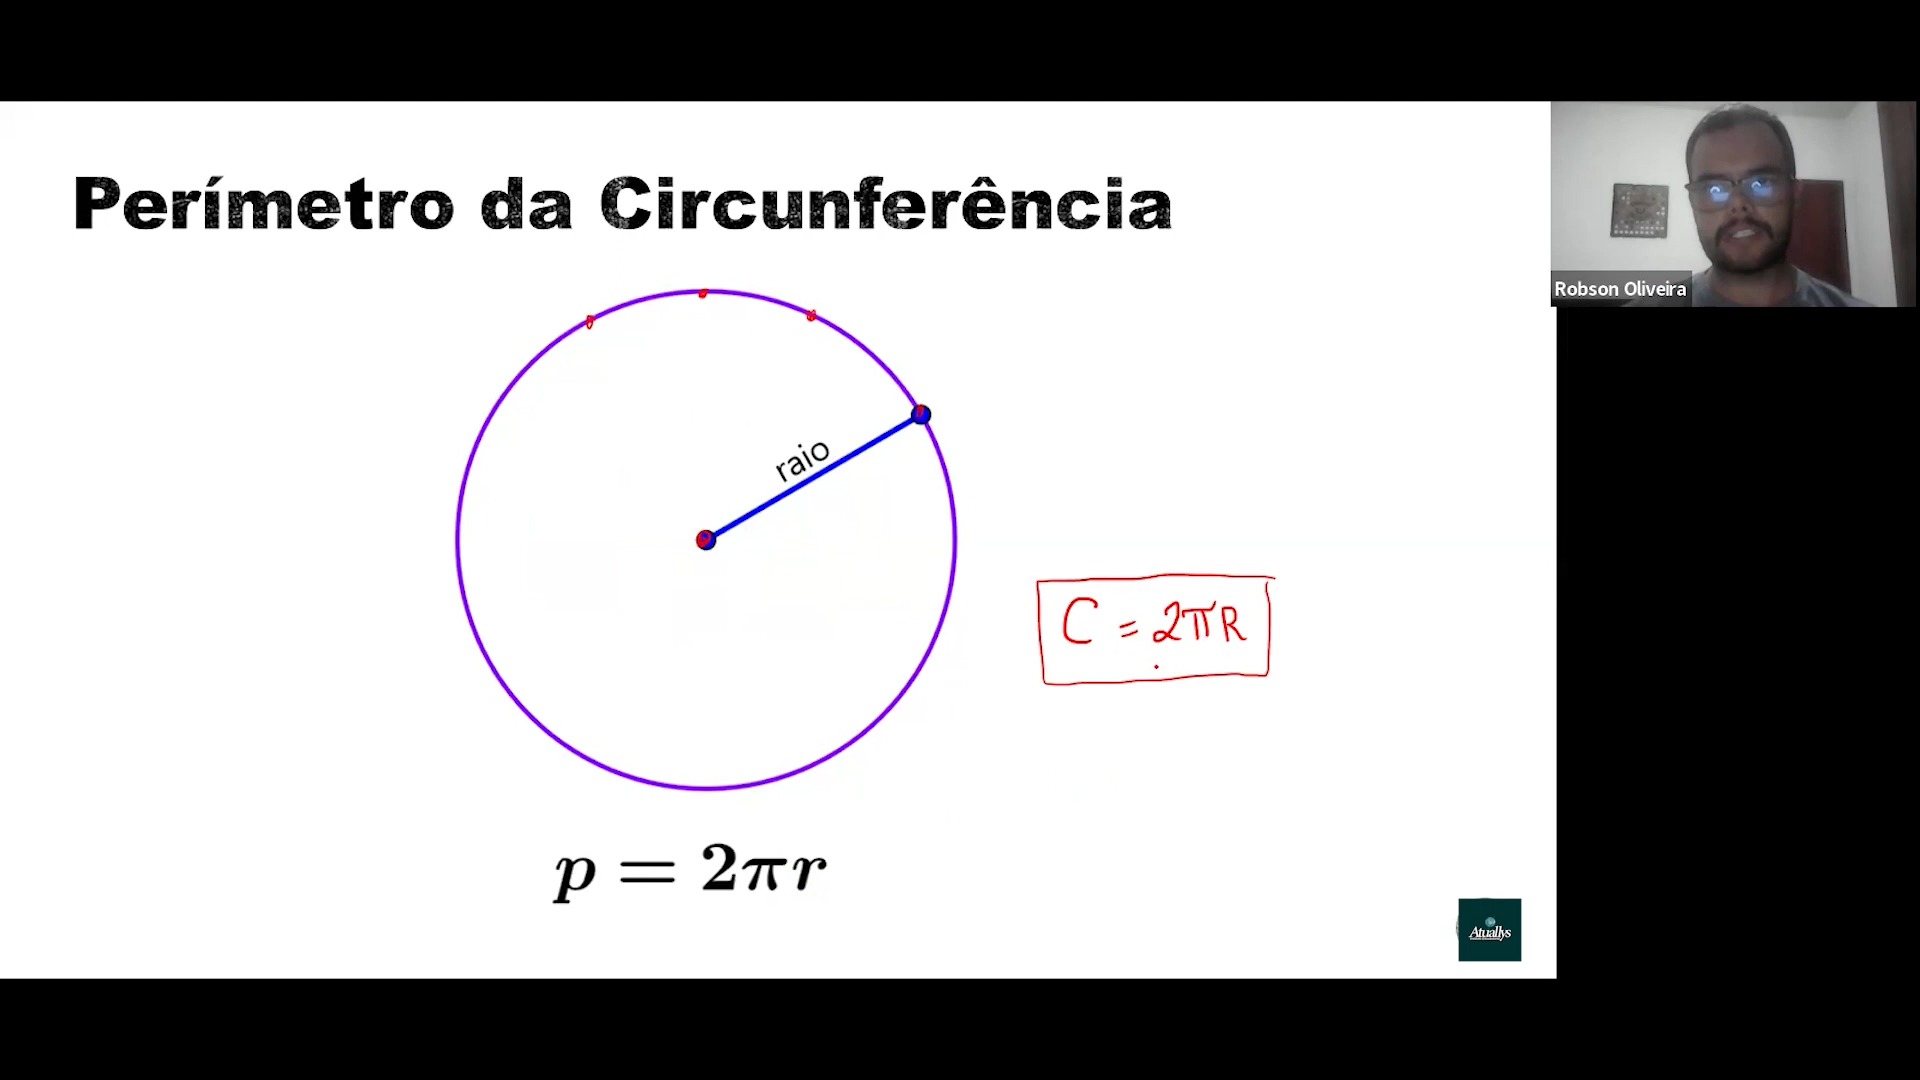 Perímetro da Circunferência
Robson Oliveira
raio
C = 2πR
p = 2πr
Atuallys